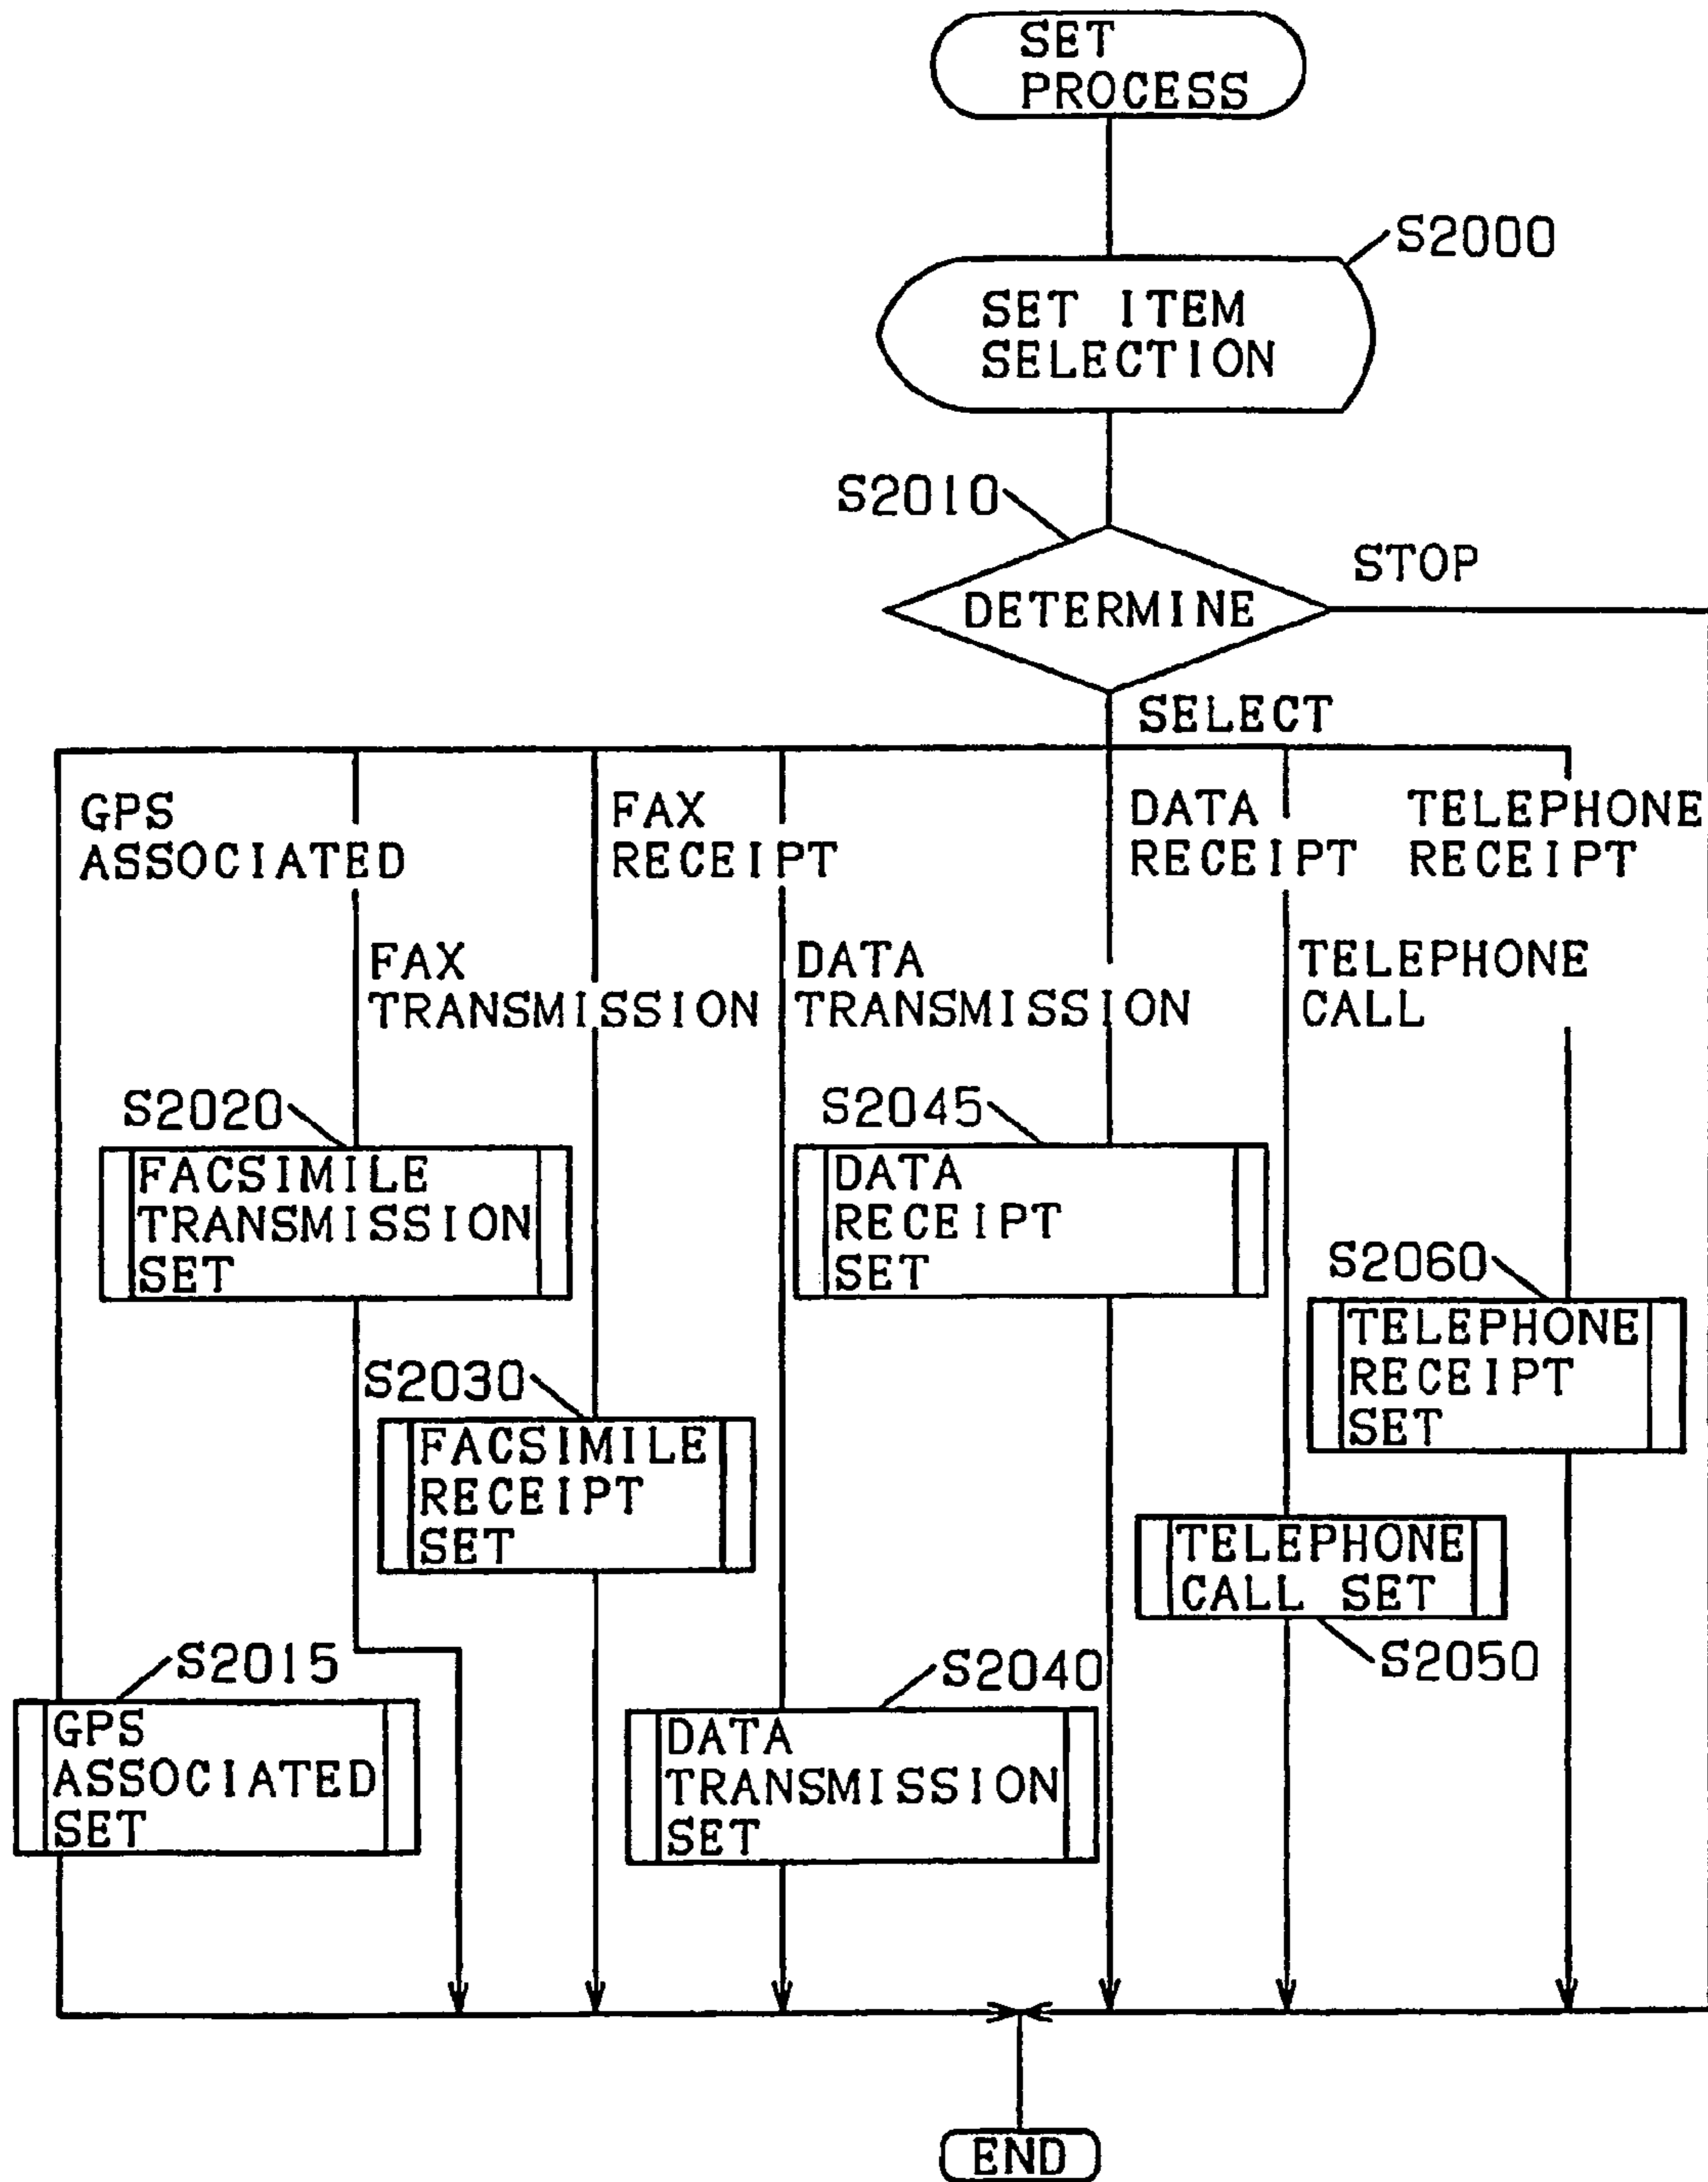 SET
PROCESS
S2000
SET ITEM
SELECTION
S2010
STOP
DETERMINE
SELECT
GPS
ASSOCIATED
FAX
RECEIPT
DATA
RECEIPT
TELEPHONE
RECEIPT
FAX
TRANSMISSION
DATA
TRANSMISSION
TELEPHONE
CALL
S2020
FACSIMILE
TRANSMISSION
SET
S2045
DATA
RECEIPT
SET
S2060
TELEPHONE
RECEIPT
SET
S2030
FACSIMILE
RECEIPT
SET
TELEPHONE
CALL SET
S2050
S2015
GPS
ASSOCIATED
SET
S2040
DATA
TRANSMISSION
SET
END